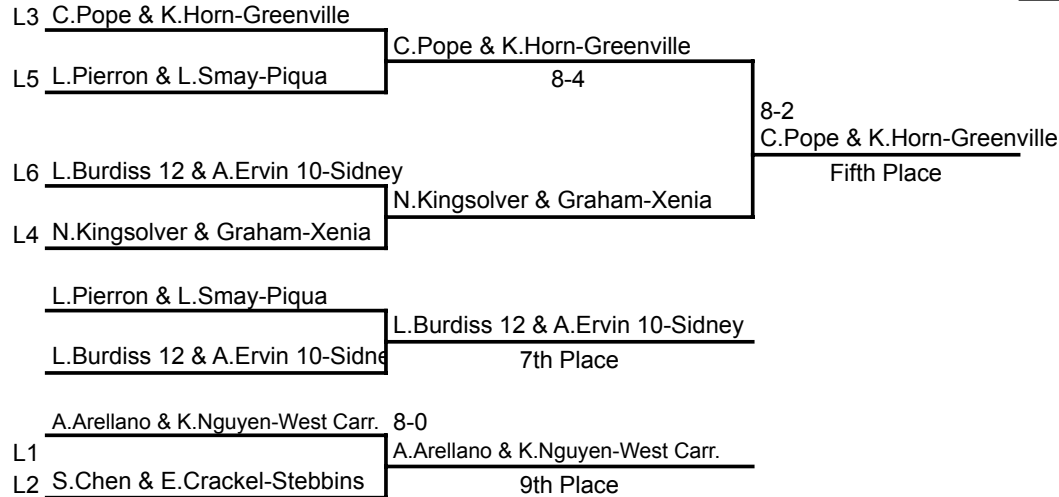 L3 C.Pope & K.Horn-Greenville
C.Pope & K.Horn-Greenville
L5 L.Pierron & L.Smay-Piqua
8-4
8-2
C.Pope & K.Horn-Greenville
Fifth Place
L6 L.Burdiss 12 & A.Ervin 10-Sidney
N.Kingsolver & Graham-Xenia
L4 N.Kingsolver & Graham-Xenia
L.Pierron & L.Smay-Piqua
L.Burdiss 12 & A.Ervin 10-Sidney
L.Burdiss 12 & A.Ervin 10-Sidne
7th Place
A.Arellano & K.Nguyen-West Carr.
8-0
L1
A.Arellano & K.Nguyen-West Carr.
L2 S.Chen & E.Crackel-Stebbins
9th Place